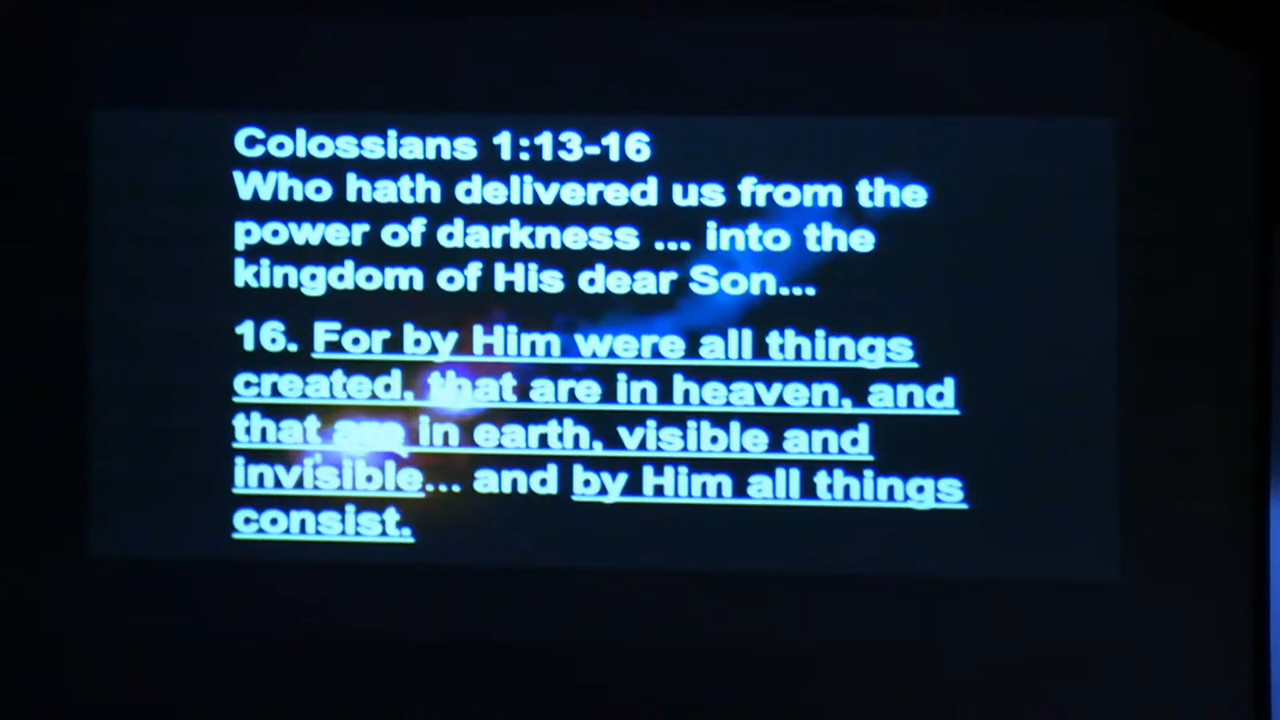 Colossians 1:13-16
Who hath delivered us from the
power of darkness ... into the
kingdom of His dear Son...
16. For by Him were all things
created, that are in heaven, and
that are in earth, visible and
invisible... and by Him all things
consist.